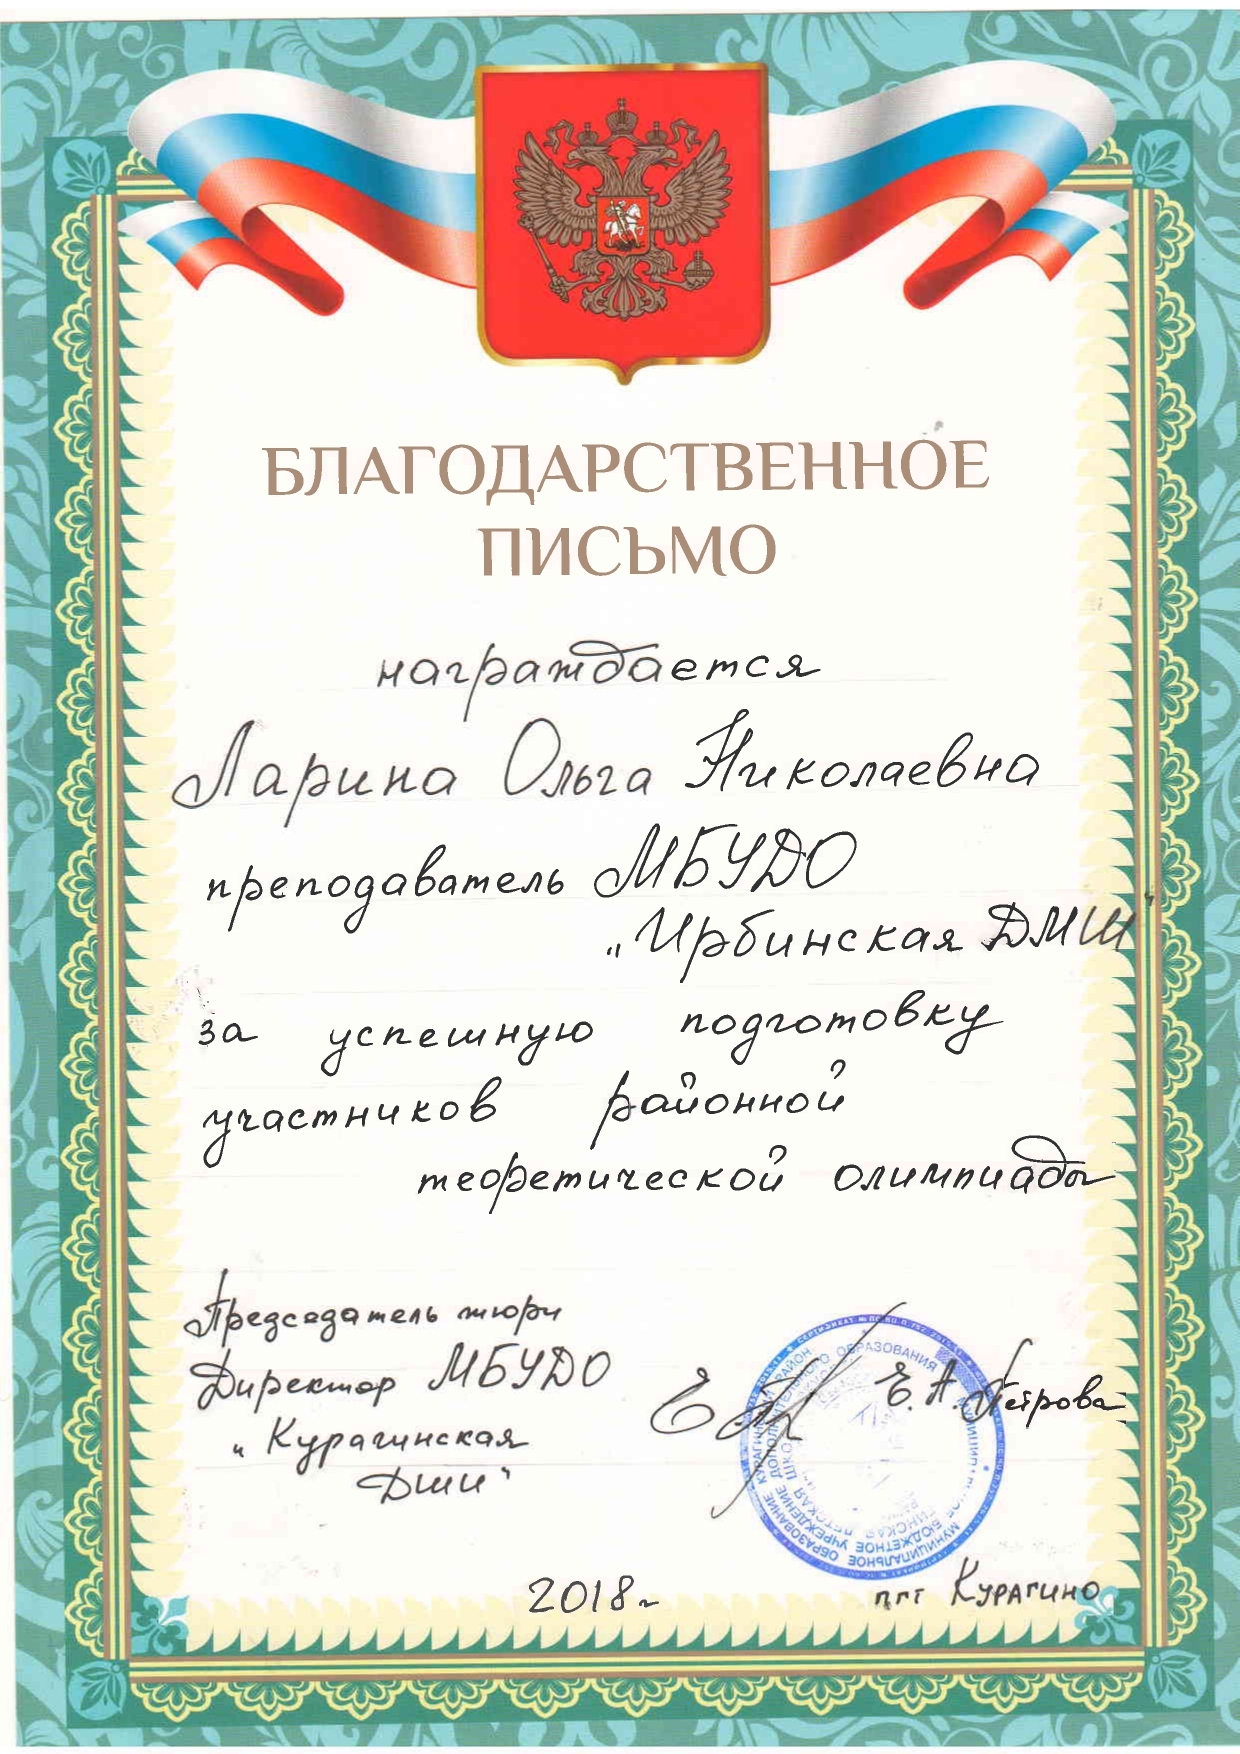 БЛАГОДАРСТВЕННОЕ
ПИСЬМО
награждается
Ларина Ольга Николаевна
преподаватель МБУДО
„Ирбинская ДМШ"
за успешную подготовку
участников районной
теоретической олимпиады
Председатель жюри
Директор МБУДО
„Курагинская
ДШИ"
Е.А. Петрова
2018г
пгт Курагино